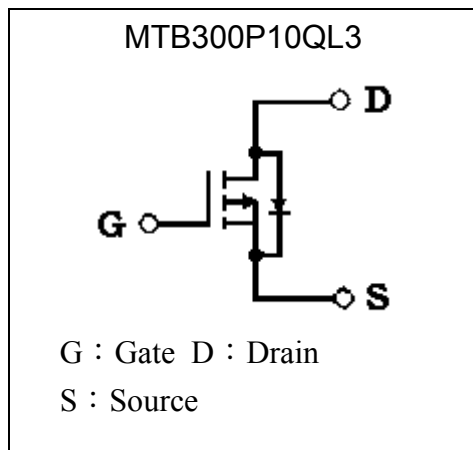 MTB300P10QL3
D
G
S
G：Gate D：Drain
S：Source